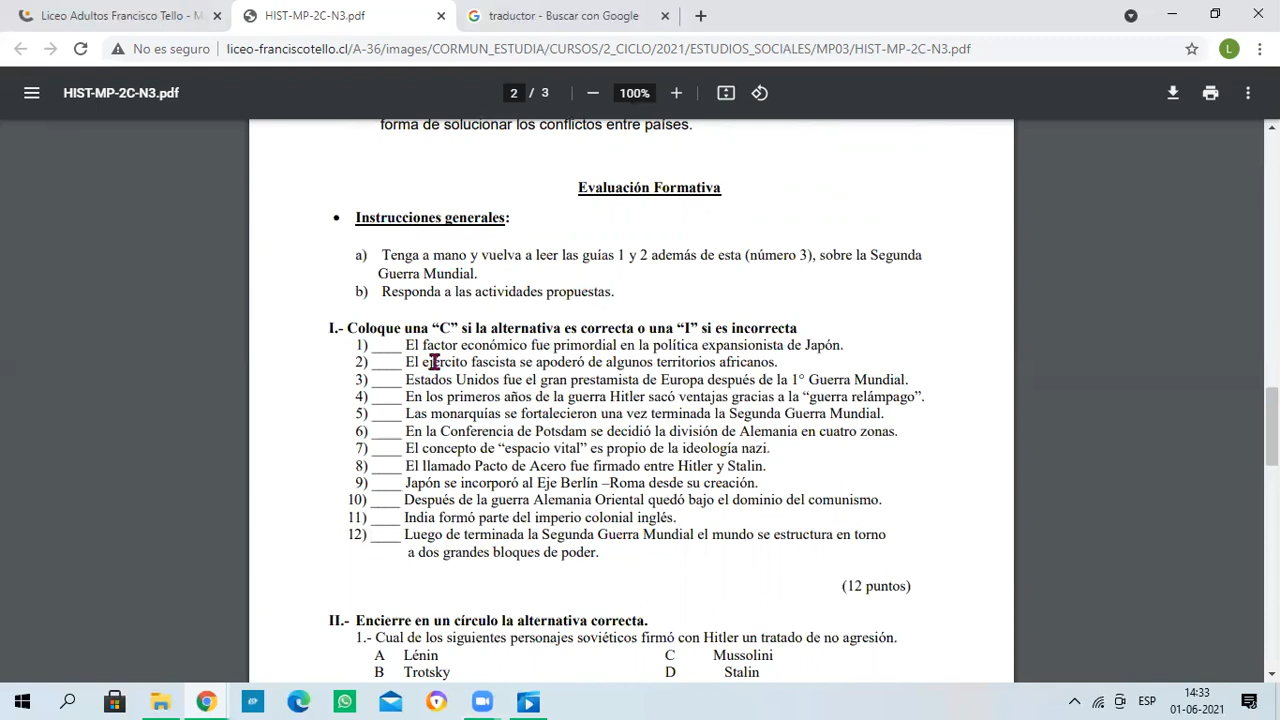 Liceo Adultos Francisco Tello - M
HIST-MP-2C-N3.pdf
traductor - Buscar con Google
No es seguro
liceo-franciscotello.cl/A-36/images/CORMUN_ESTUDIA/CURSOS/2_CICLO/2021/ESTUDIOS_SOCIALES/MP03/HIST-MP-2C-N3.pdf
L
HIST-MP-2C-N3.pdf
2 / 3
100%
forma de solucionar los conflictos entre países.
Evaluación Formativa
• Instrucciones generales:
a) Tenga a mano y vuelva a leer las guías 1 y 2 además de esta (número 3), sobre la Segunda
Guerra Mundial.
b) Responda a las actividades propuestas.
I.- Coloque una “C” si la alternativa es correcta o una “I” si es incorrecta
1) ____ El factor económico fue primordial en la política expansionista de Japón.
2) ____ El ejército fascista se apoderó de algunos territorios africanos.
3) ____ Estados Unidos fue el gran prestamista de Europa después de la 1° Guerra Mundial.
4) ____ En los primeros años de la guerra Hitler sacó ventajas gracias a la “guerra relámpago”.
5) ____ Las monarquías se fortalecieron una vez terminada la Segunda Guerra Mundial.
6) ____ En la Conferencia de Potsdam se decidió la división de Alemania en cuatro zonas.
7) ____ El concepto de “espacio vital” es propio de la ideología nazi.
8) ____ El llamado Pacto de Acero fue firmado entre Hitler y Stalin.
9) ____ Japón se incorporó al Eje Berlín –Roma desde su creación.
10) ____ Después de la guerra Alemania Oriental quedó bajo el dominio del comunismo.
11) ____ India formó parte del imperio colonial inglés.
12) ____ Luego de terminada la Segunda Guerra Mundial el mundo se estructura en torno
a dos grandes bloques de poder.
(12 puntos)
II.- Encierre en un círculo la alternativa correcta.
1.- Cual de los siguientes personajes soviéticos firmó con Hitler un tratado de no agresión.
A Lénin C Mussolini
B Trotsky D Stalin
ESP
14:33
01-06-2021